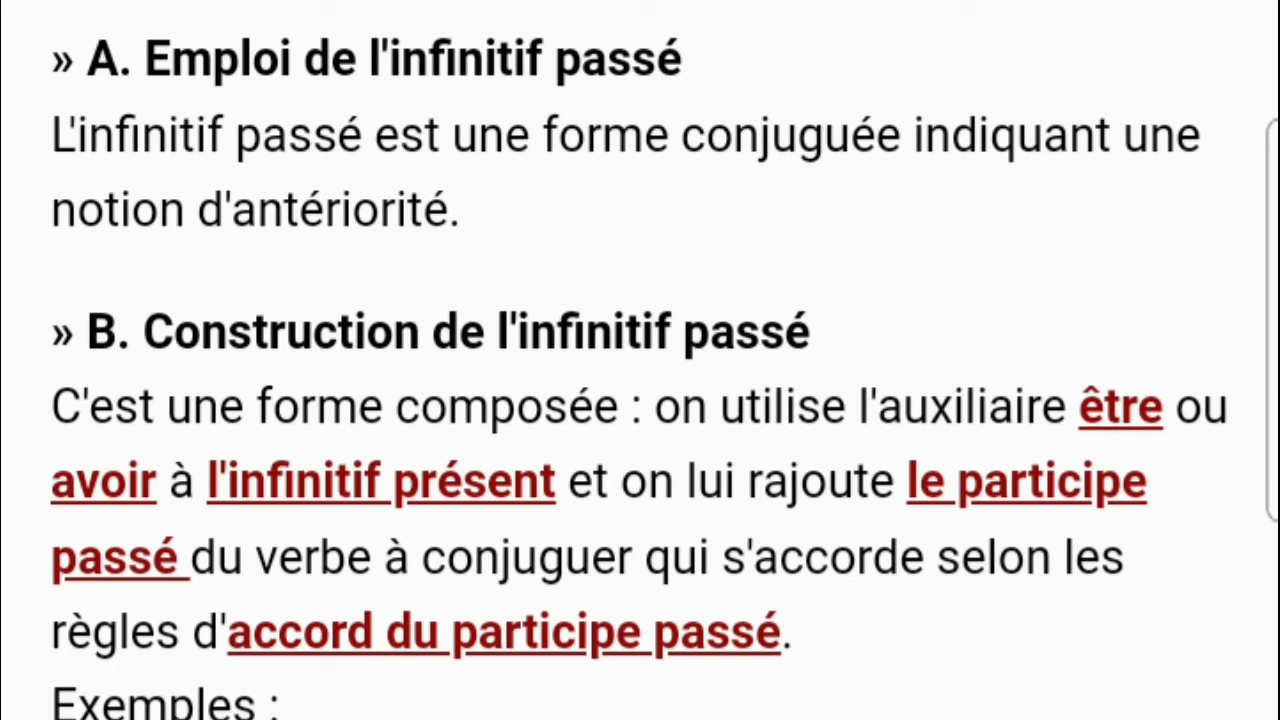 » A. Emploi de l'infinitif passé
L'infinitif passé est une forme conjuguée indiquant une
notion d'antériorité.
» B. Construction de l'infinitif passé
C'est une forme composée : on utilise l'auxiliaire être ou
avoir à l'infinitif présent et on lui rajoute le participe
passé du verbe à conjuguer qui s'accorde selon les
règles d'accord du participe passé.
Exemples :